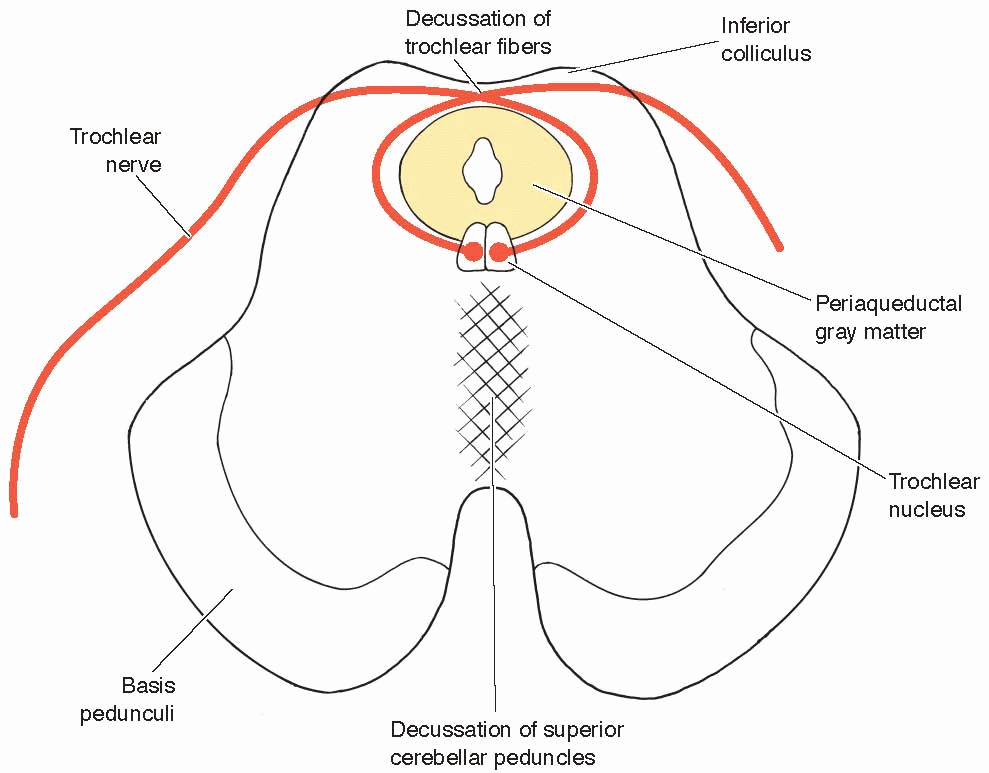 Decussation of
trochlear fibers
Inferior
colliculus
Trochlear
nerve
Periaqueductal
gray matter
Trochlear
nucleus
Basis
pedunculi
Decussation of superior
cerebellar peduncles